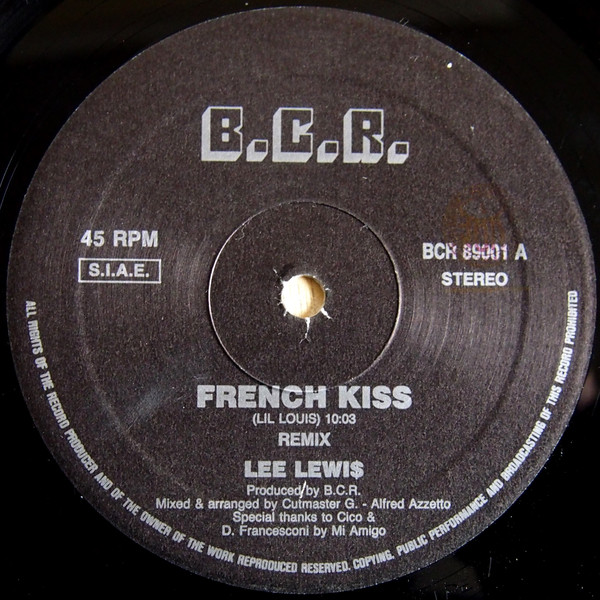 B.C.R.
45 RPM
S.I.A.E.
BCR 89001 A
STEREO
FRENCH KISS
(LIL LOUIS) 10:03
REMIX
LEE LEWI$
Produced by B.C.R.
Mixed & arranged by Cutmaster G. - Alfred Azzetto
Special thanks to Cico &
D. Francesconi by Mi Amigo
ALL RIGHTS OF THE RECORD PRODUCER AND OF THE OWNER OF THE WORK REPRODUCED RESERVED. COPYING, PUBLIC PERFORMANCE AND BROADCASTING OF THIS RECORD PROHIBITED